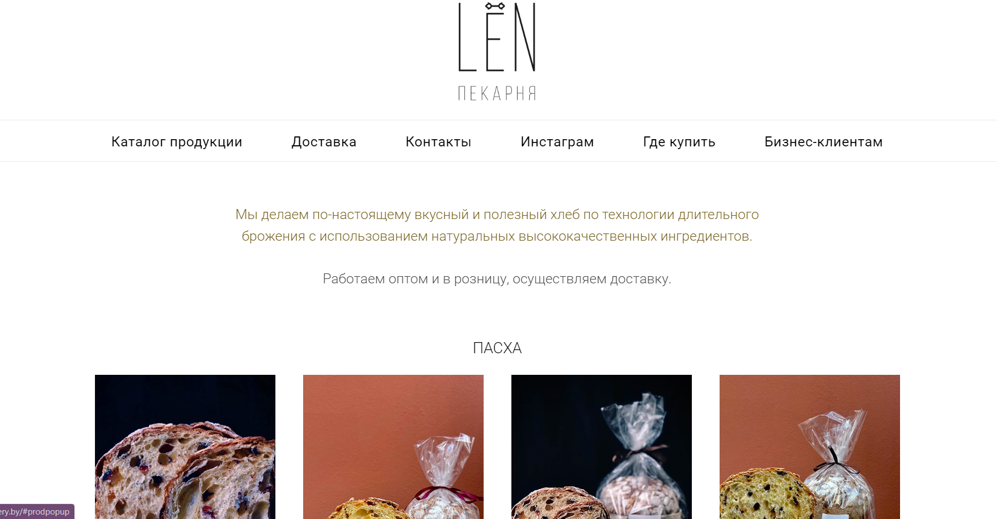 LЁN
ПЕКАРНЯ
Каталог продукции Доставка Контакты Инстаграм Где купить Бизнес-клиентам
Мы делаем по-настоящему вкусный и полезный хлеб по технологии длительного
брожения с использованием натуральных высококачественных ингредиентов.
Работаем оптом и в розницу, осуществляем доставку.
ПАСХА
ery.by/#prodpopup